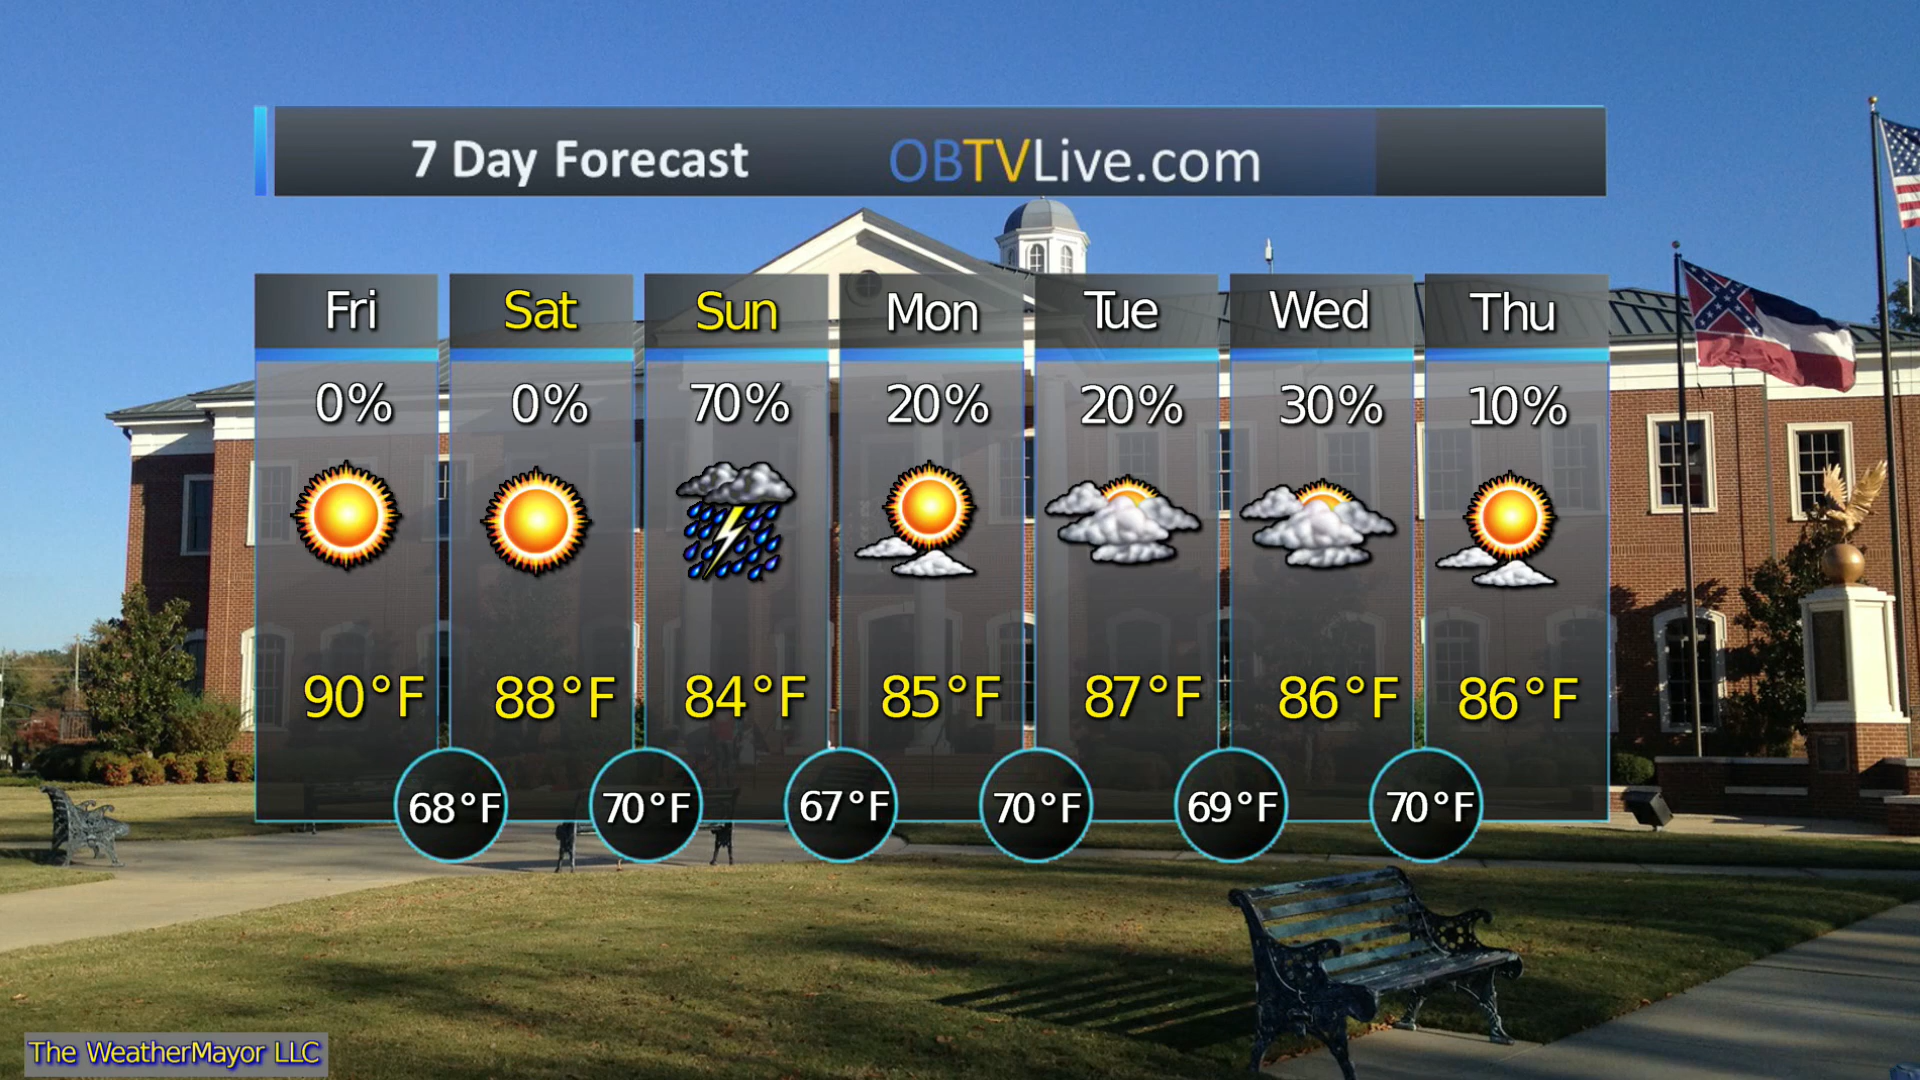 7 Day Forecast OBTVLive.com
Fri Sat Sun Mon Tue Wed Thu
0% 0% 70% 20% 20% 30% 10%
90°F 88°F 84°F 85°F 87°F 86°F 86°F
68°F 70°F 67°F 70°F 69°F 70°F
The WeatherMayor LLC